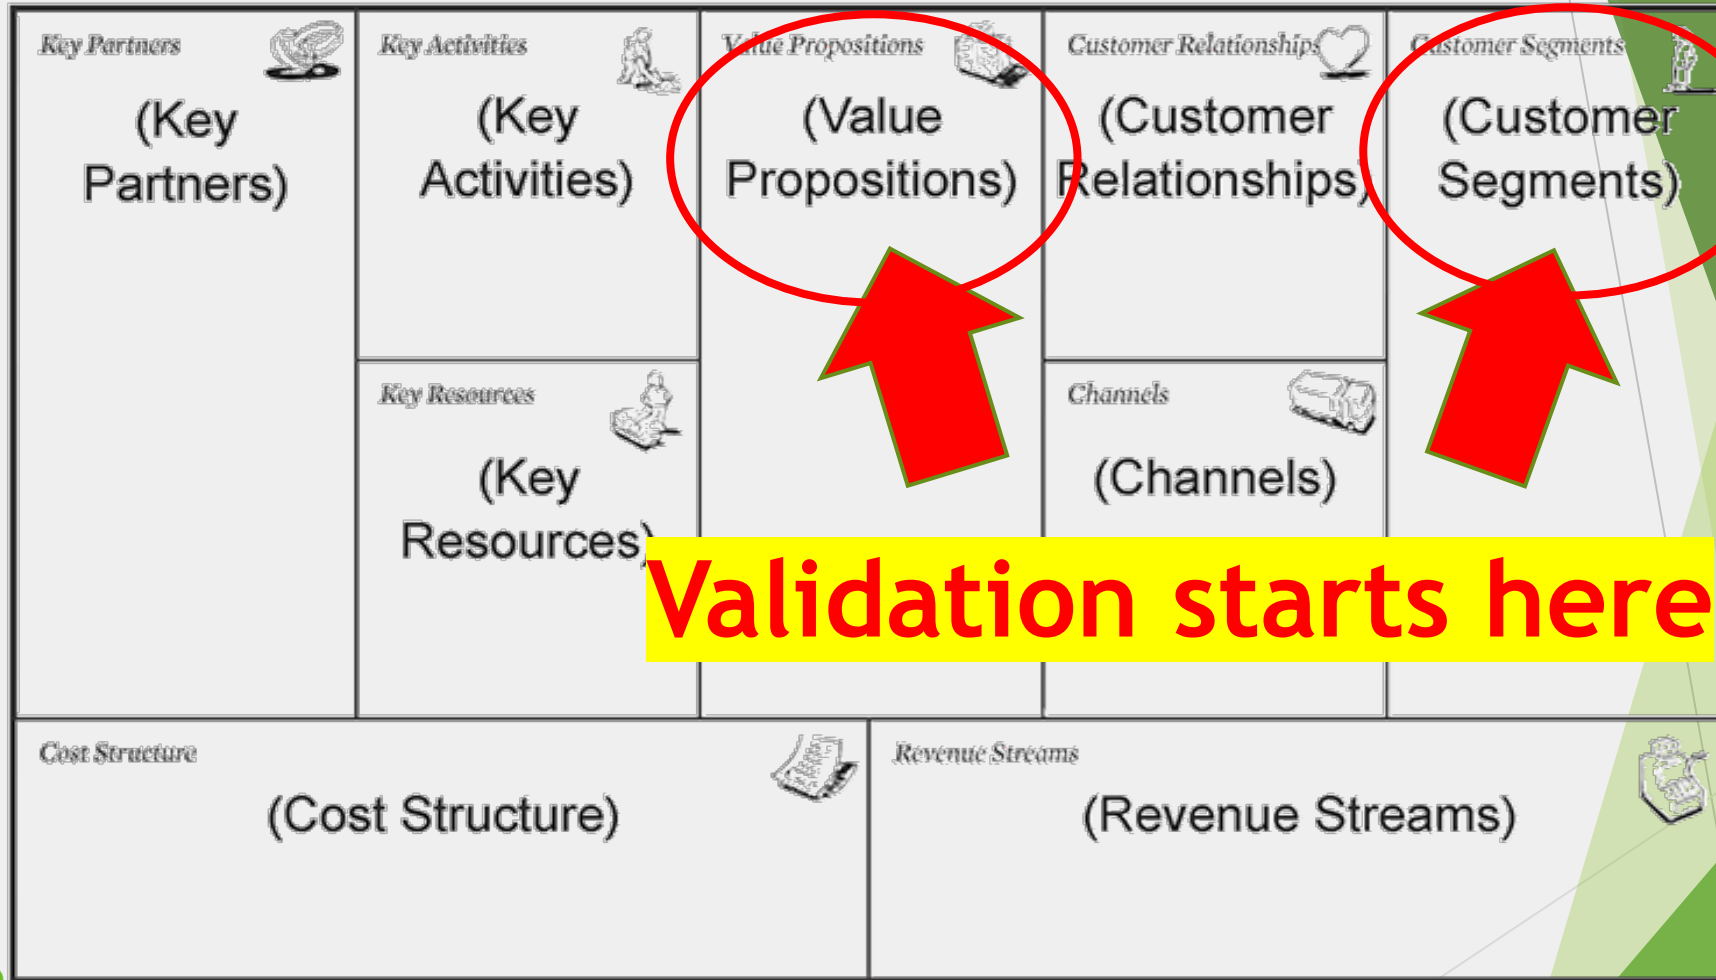 Key Partners
(Key
Partners)
Key Activities
(Key
Activities)
Key Resources
(Key
Resources)
Value Propositions
(Value
Propositions)
Customer Relationships
(Customer
Relationships)
Channels
(Channels)
Customer Segments
(Customer
Segments)
Validation starts here
Cost Structure
(Cost Structure)
Revenue Streams
(Revenue Streams)